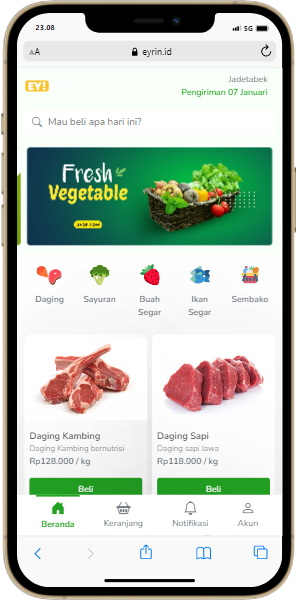 23.08
5G
AA
eyrin.id
EY!
Jadetabek
Pengiriman 07 Januari
Mau beli apa hari ini?
Fresh
Vegetable
SHOP NOW
Daging
Sayuran
Buah
Segar
Ikan
Segar
Sembako
Daging Kambing
Daging Kambing bernutrisi
Rp128.000 / kg
Beli
Daging Sapi
Daging sapi Jawa
Rp118.000 / kg
Beli
Beranda
Keranjang
Notifikasi
Akun